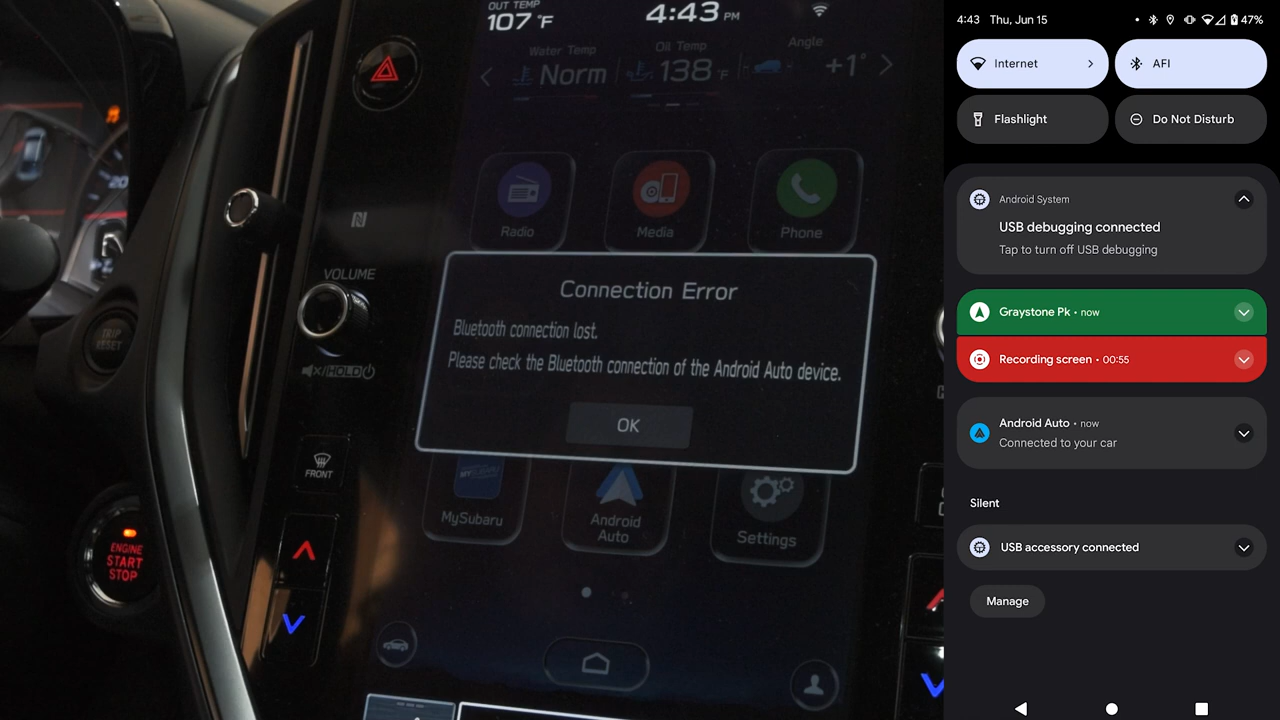 OUT TEMP
107 °F
4:43 PM
Water Temp
Norm
Oil Temp
138 °F
Angle
+1°
20
Radio
Media
Phone
VOLUME
HOLD
TRIP
RESET
Connection Error
Bluetooth connection lost.
Please check the Bluetooth connection of the Android Auto device.
OK
FRONT
MySubaru
Android
Auto
Settings
ENGINE
START
STOP
4:43 Thu, Jun 15
47%
Internet
AFI
Flashlight
Do Not Disturb
Android System
USB debugging connected
Tap to turn off USB debugging
Graystone Pk • now
Recording screen • 00:55
Android Auto • now
Connected to your car
Silent
USB accessory connected
Manage